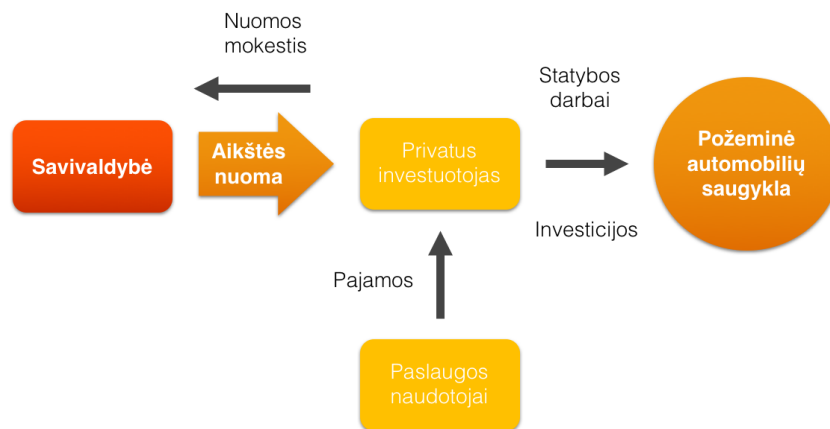 Nuomos
mokestis
Statybos
darbai
Savivaldybė
Aikštės
nuoma
Privatus
investuotojas
Požeminė
automobilių
saugykla
Investicijos
Pajamos
Paslaugos
naudotojai